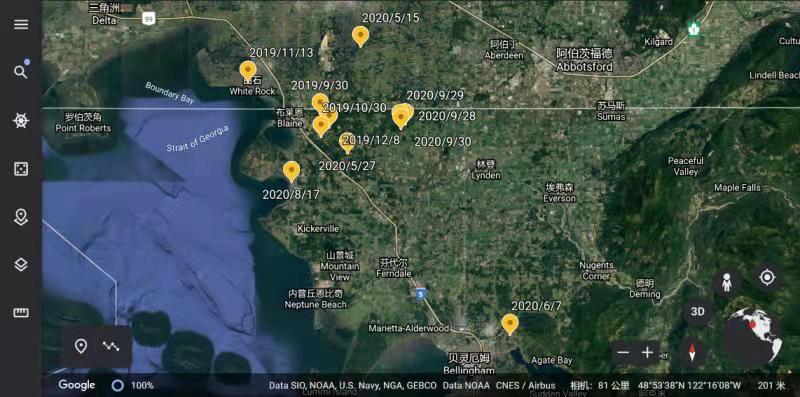 三角洲
Delta
99
2020/5/15
阿伯丁
Aberdeen
阿伯茨福德
Abbotsford
1
Kilgard
Cultu
2019/11/13
白石
White Rock
Lindell Beach
Boundary Bay
2019/9/30
2020/9/29
罗伯茨角
Point Roberts
布莱恩
Blaine
2019/10/30
2020/9/28
苏马斯
Sumas
Strait of Georgia
2019/12/8
2020/9/30
2020/5/27
林登
Lynden
Peaceful
Valley
2020/8/17
埃弗森
Everson
Maple Falls
Kickerville
山景城
Mountain
View
芬代尔
Ferndale
Nugents
Corner
德明
Deming
内普丘恩比奇
Neptune Beach
5
2020/6/7
3D
Marietta-Alderwood
贝灵厄姆
Bellingham
Agate Bay
Google
100%
Data SIO, NOAA, U.S. Navy, NGA, GEBCO Data NOAA CNES / Airbus
相机：81 公里 48°53'38"N 122°16'08"W 201 米
Lummi Island
Sudden Valley